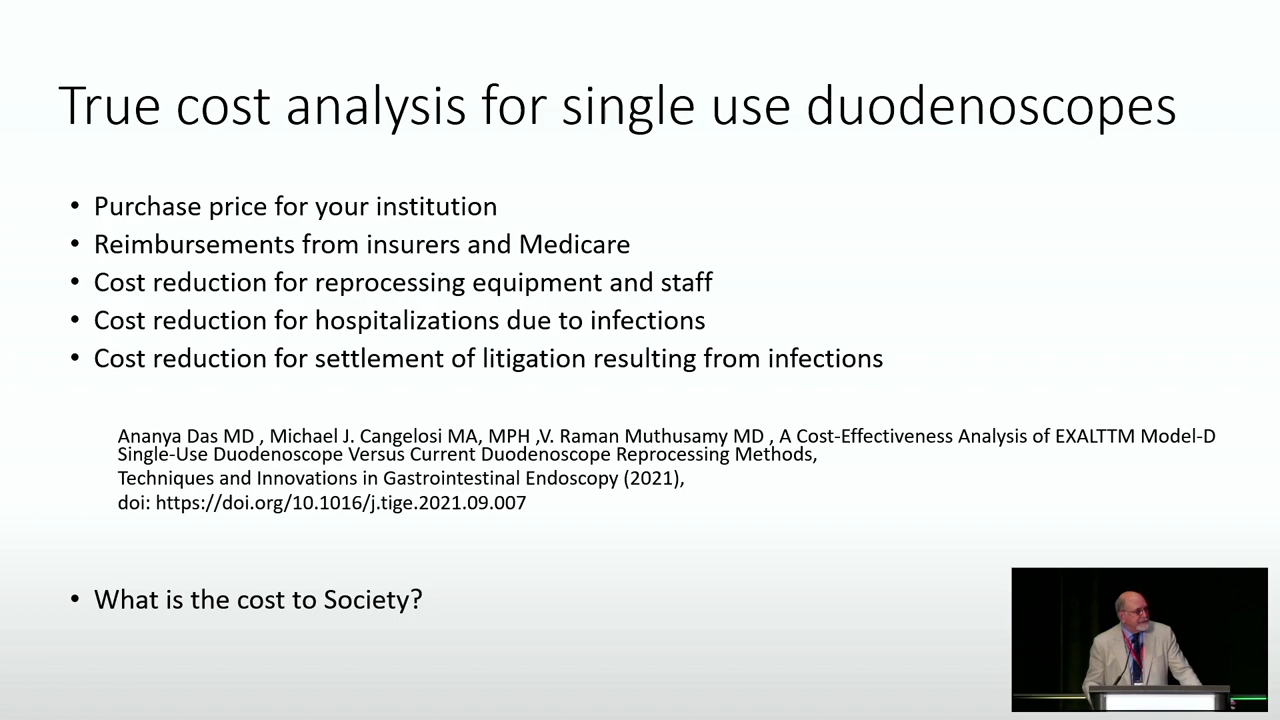 True cost analysis for single use duodenoscopes
• Purchase price for your institution
• Reimbursements from insurers and Medicare
• Cost reduction for reprocessing equipment and staff
• Cost reduction for hospitalizations due to infections
• Cost reduction for settlement of litigation resulting from infections
Ananya Das MD , Michael J. Cangelosi MA, MPH ,V. Raman Muthusamy MD , A Cost-Effectiveness Analysis of EXALTTM Model-D
Single-Use Duodenoscope Versus Current Duodenoscope Reprocessing Methods,
Techniques and Innovations in Gastrointestinal Endoscopy (2021),
doi: https://doi.org/10.1016/j.tige.2021.09.007
• What is the cost to Society?